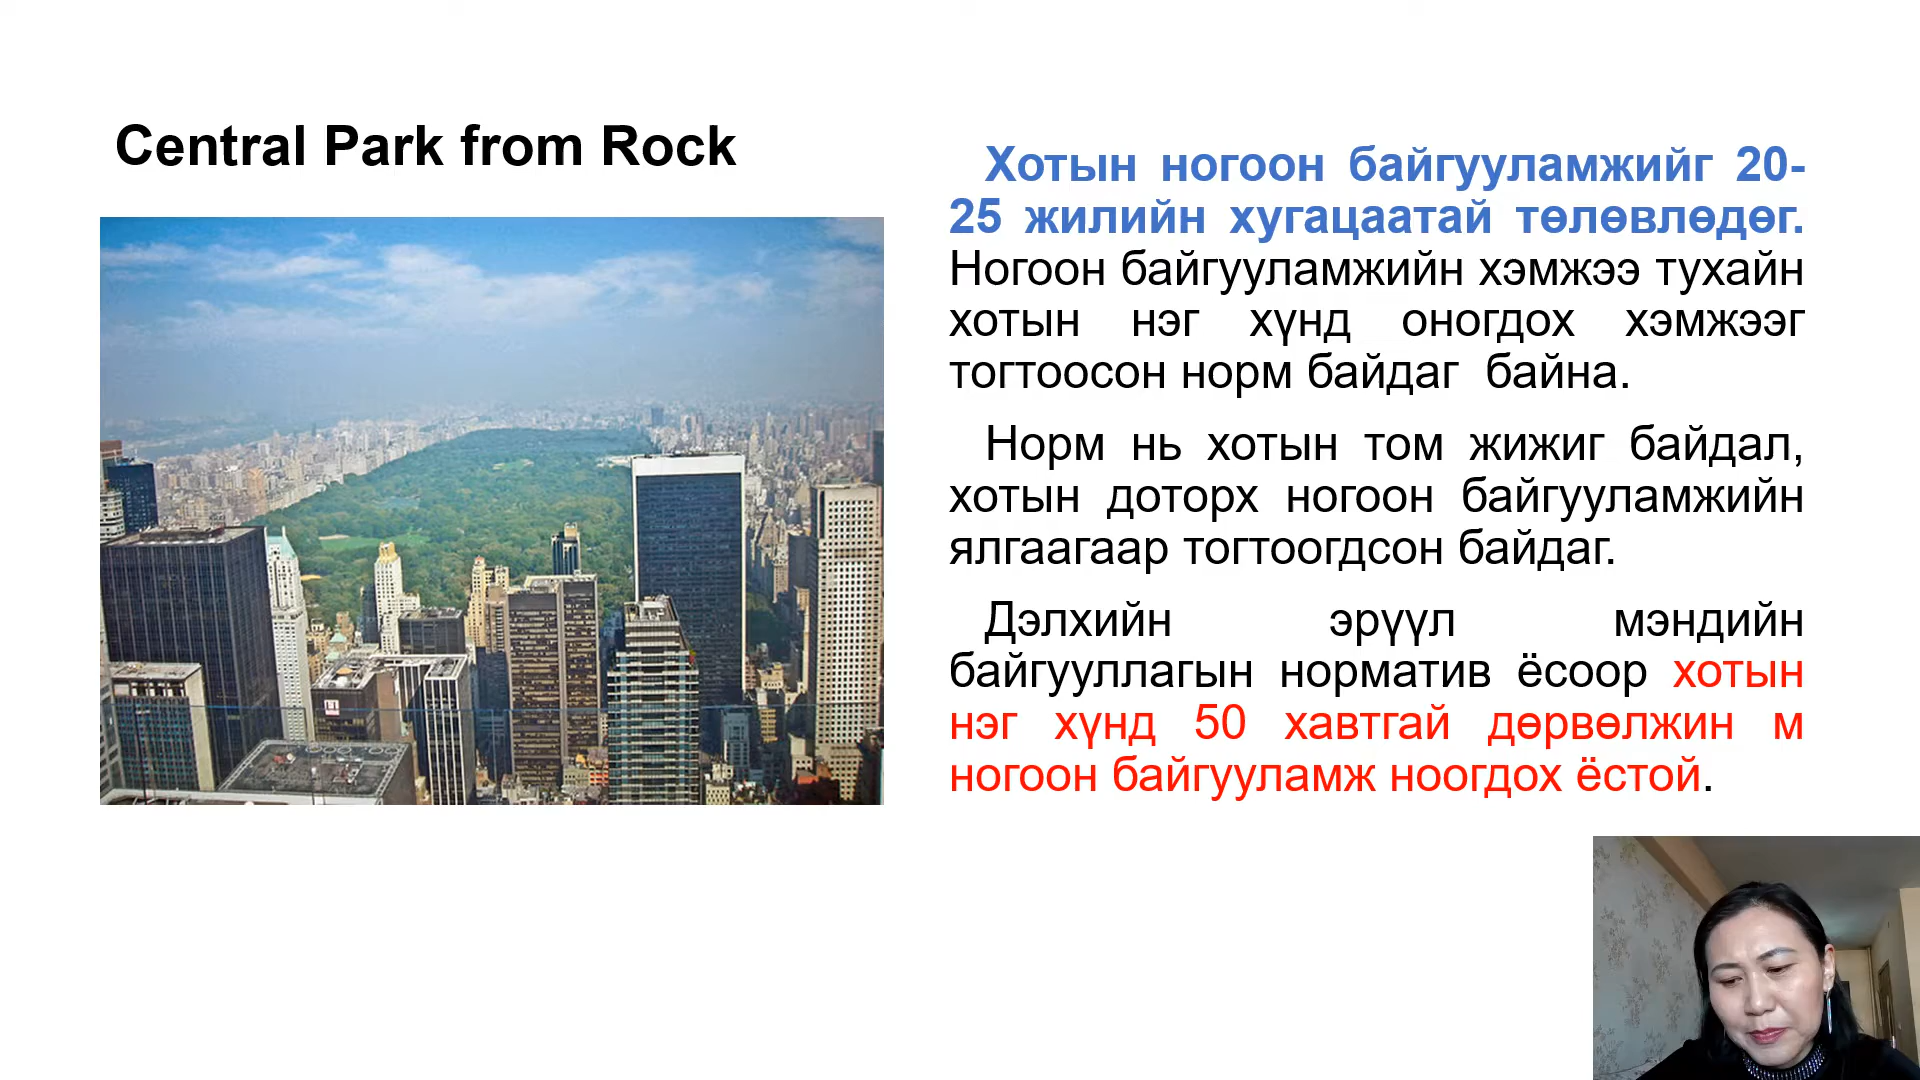 Central Park from Rock
Хотын ногоон байгууламжийг 20-
25 жилийн хугацаатай төлөвлөдөг.
Ногоон байгууламжийн хэмжээ тухайн
хотын нэг хүнд оногдох хэмжээг
тогтоосон норм байдаг байна.
Норм нь хотын том жижиг байдал,
хотын доторх ногоон байгууламжийн
ялгаагаар тогтоогдсон байдаг.
Дэлхийн эрүүл мэндийн
байгууллагын норматив ёсоор хотын
нэг хүнд 50 хавтгай дөрвөлжин м
ногоон байгууламж ноогдох ёстой.